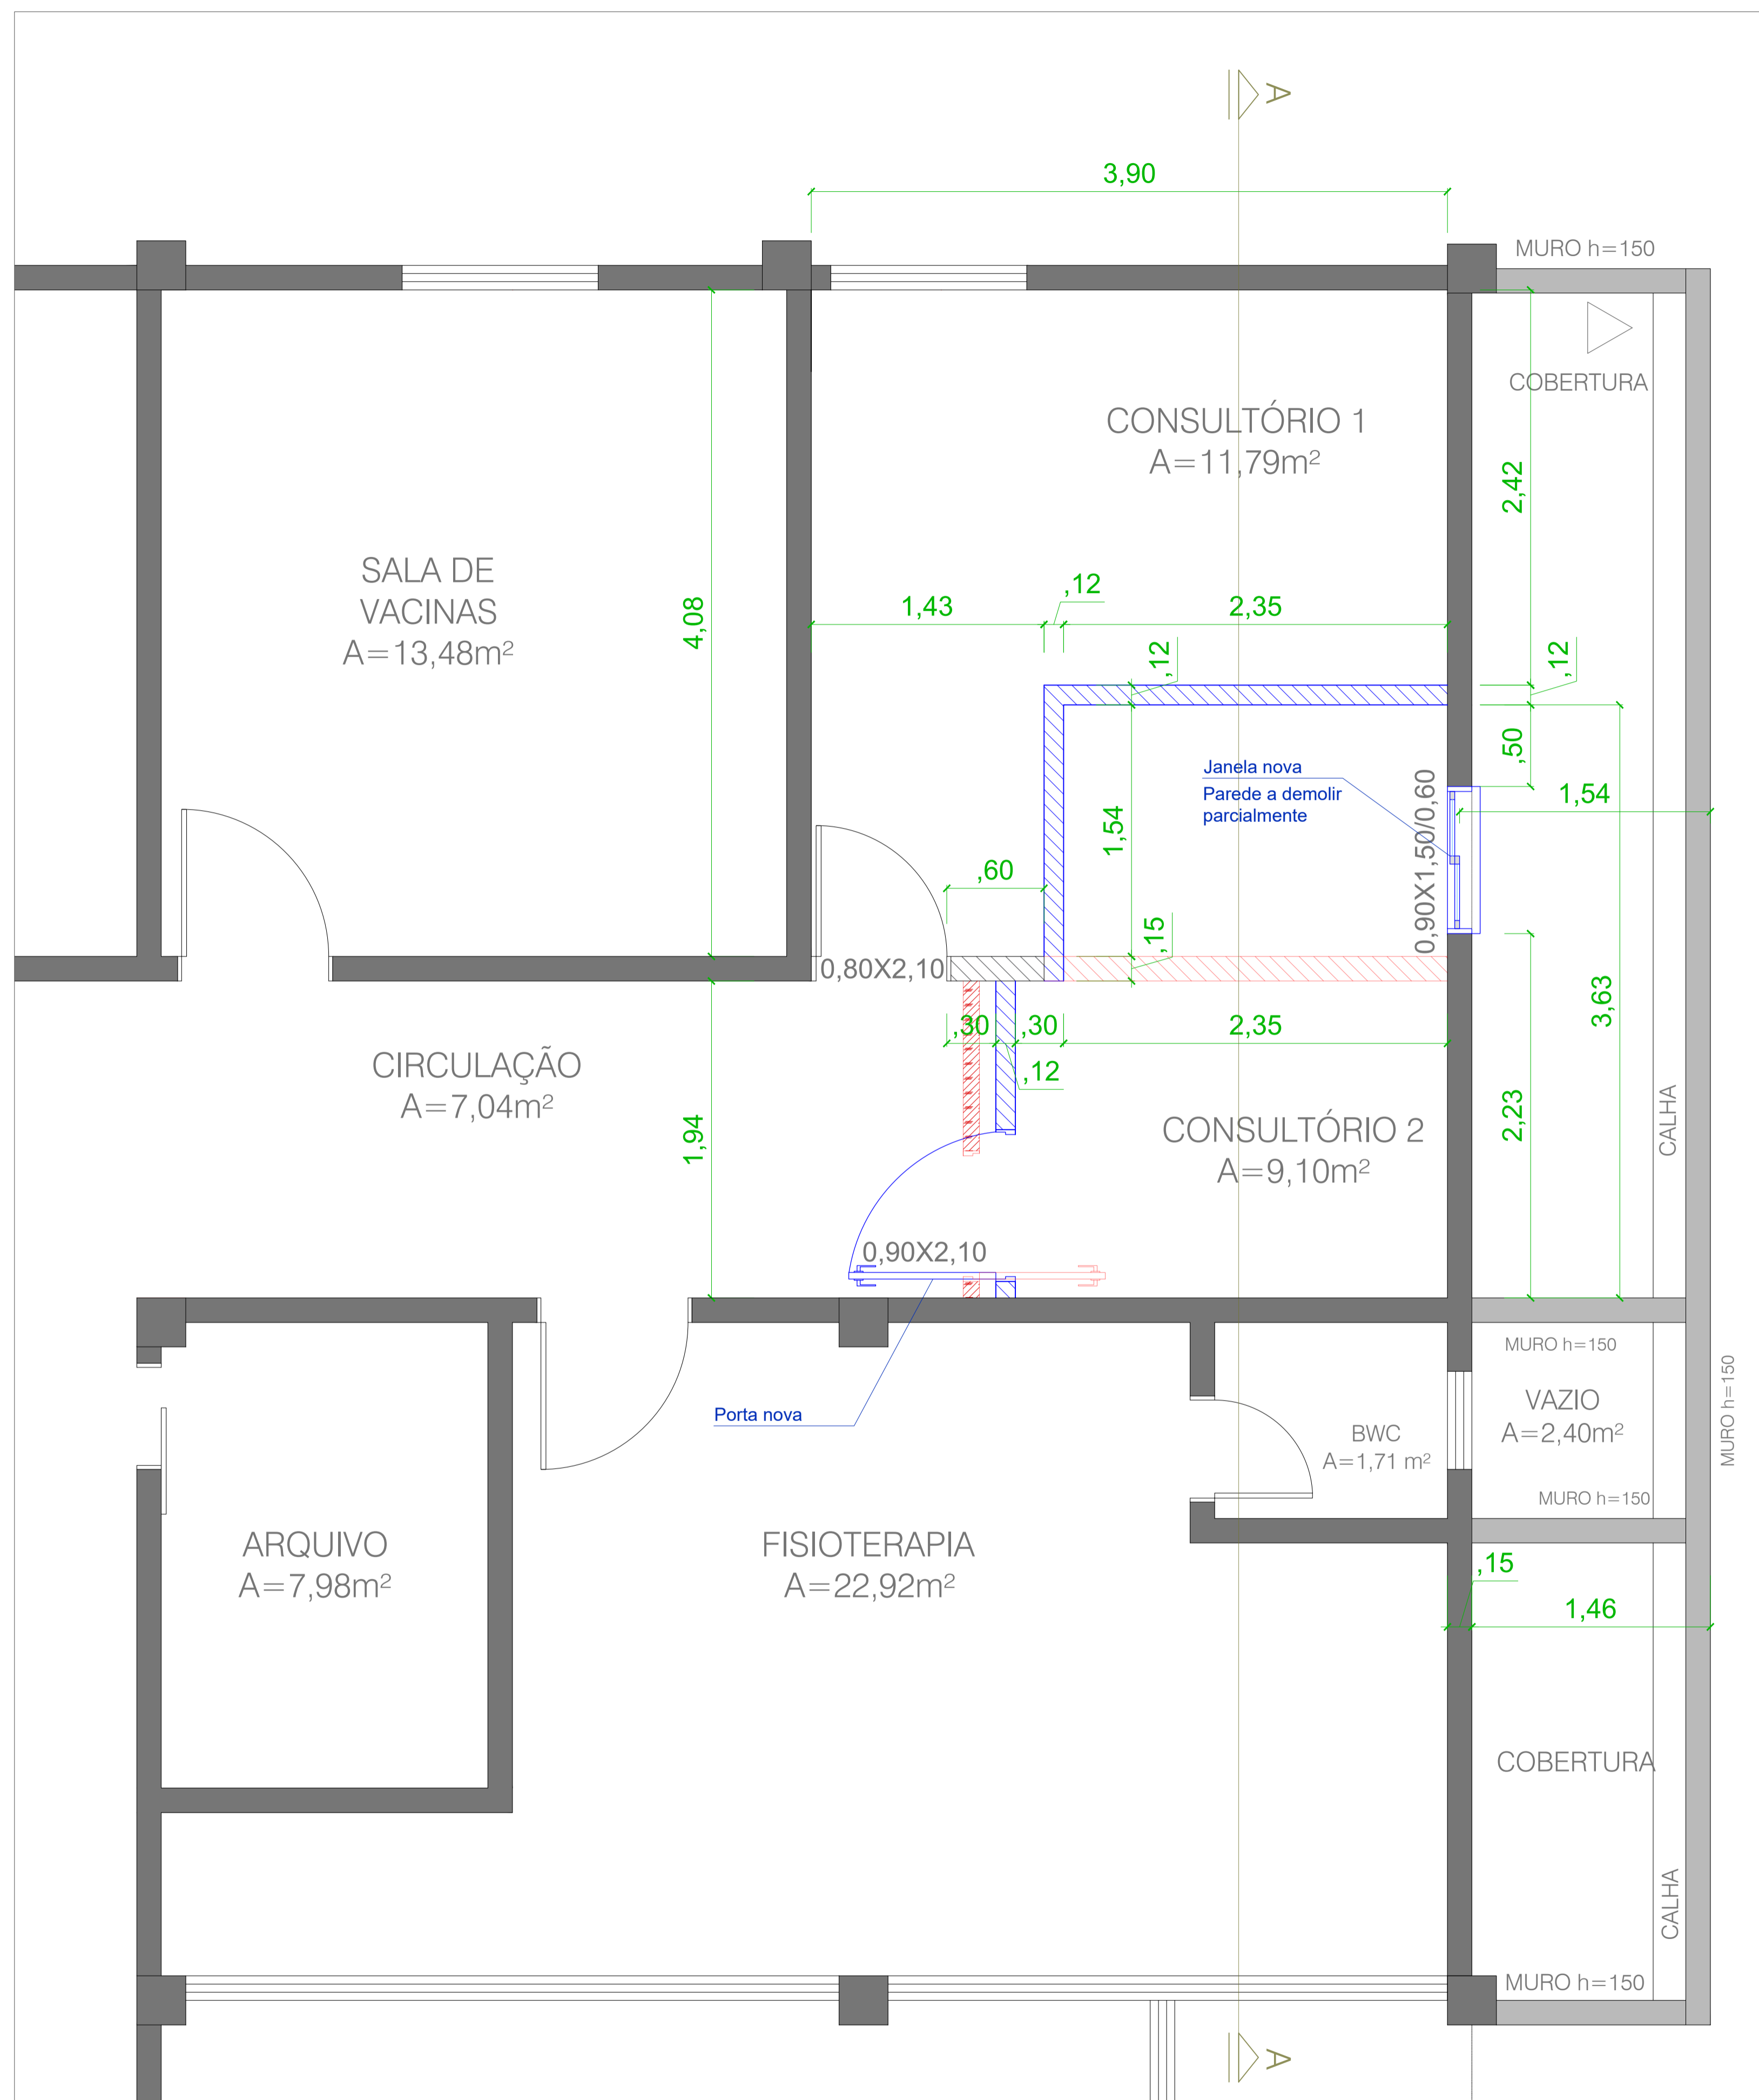 A
3,90
MURO h=150
COBERTURA
CONSULTÓRIO 1
A=11,79m²
2,42
SALA DE
VACINAS
A=13,48m²
4,08
1,43
,12
2,35
,12
,12
,50
Janela nova
Parede a demolir
parcialmente
0,90X1,50/0,60
1,54
1,54
,60
,15
0,80X2,10
3,63
,30
,30
2,35
,12
CIRCULAÇÃO
A=7,04m²
1,94
CONSULTÓRIO 2
A=9,10m²
2,23
CALHA
0,90X2,10
MURO h=150
MURO h=150
Porta nova
VAZIO
A=2,40m²
BWC
A=1,71 m²
MURO h=150
ARQUIVO
A=7,98m²
FISIOTERAPIA
A=22,92m²
,15
1,46
COBERTURA
CALHA
MURO h=150
A